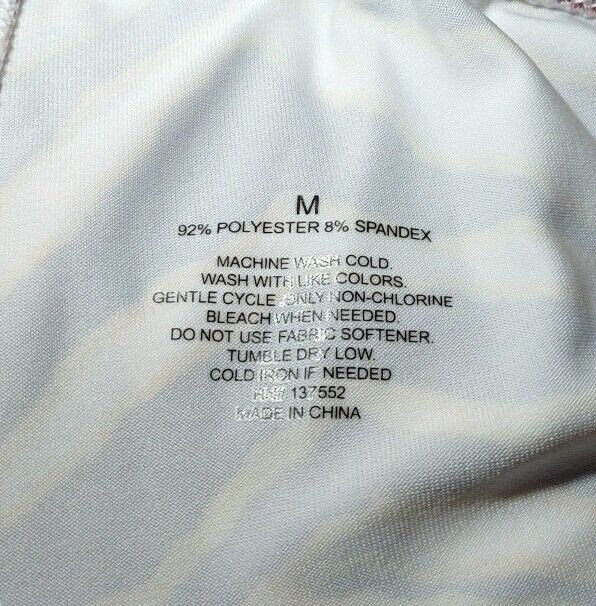 M
92% POLYESTER 8% SPANDEX
MACHINE WASH COLD.
WASH WITH LIKE COLORS.
GENTLE CYCLE ONLY NON-CHLORINE
BLEACH WHEN NEEDED.
DO NOT USE FABRIC SOFTENER.
TUMBLE DRY LOW.
COLD IRON IF NEEDED
RN# 137552
MADE IN CHINA